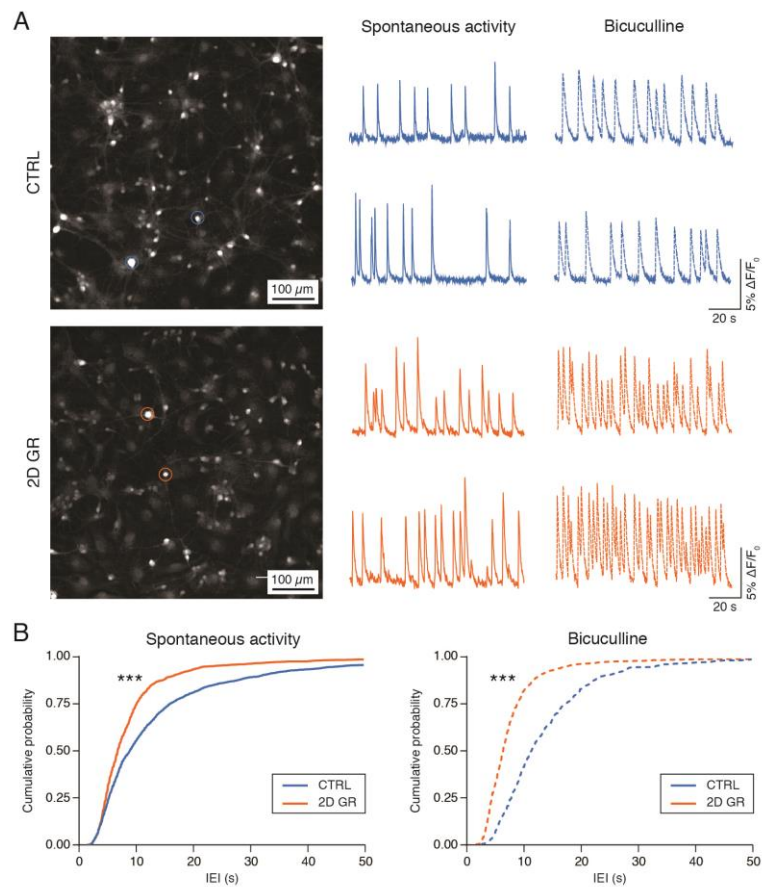 A
Spontaneous activity
Bicuculline
CTRL
100 µm
5% ΔF/F0
20 s
2D GR
100 µm
5% ΔF/F0
20 s
B
Spontaneous activity
Bicuculline
Cumulative probability
1.00
0.75
0.50
0.25
0.00
***
CTRL
2D GR
0 10 20 30 40 50
IEI (s)
Cumulative probability
1.00
0.75
0.50
0.25
0.00
***
CTRL
2D GR
0 10 20 30 40 50
IEI (s)